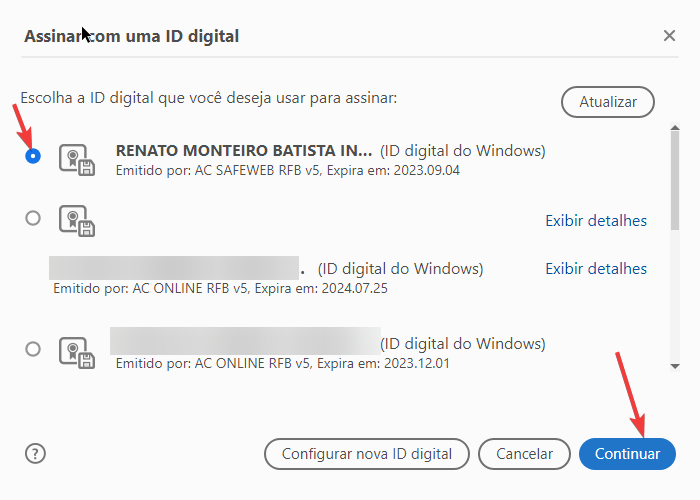 Assinar com uma ID digital
Escolha a ID digital que você deseja usar para assinar:
Atualizar
RENATO MONTEIRO BATISTA IN... (ID digital do Windows)
Emitido por: AC SAFEWEB RFB v5, Expira em: 2023.09.04
Exibir detalhes
. (ID digital do Windows) Exibir detalhes
Emitido por: AC ONLINE RFB v5, Expira em: 2024.07.25
(ID digital do Windows)
Emitido por: AC ONLINE RFB v5, Expira em: 2023.12.01
? Configurar nova ID digital Cancelar Continuar